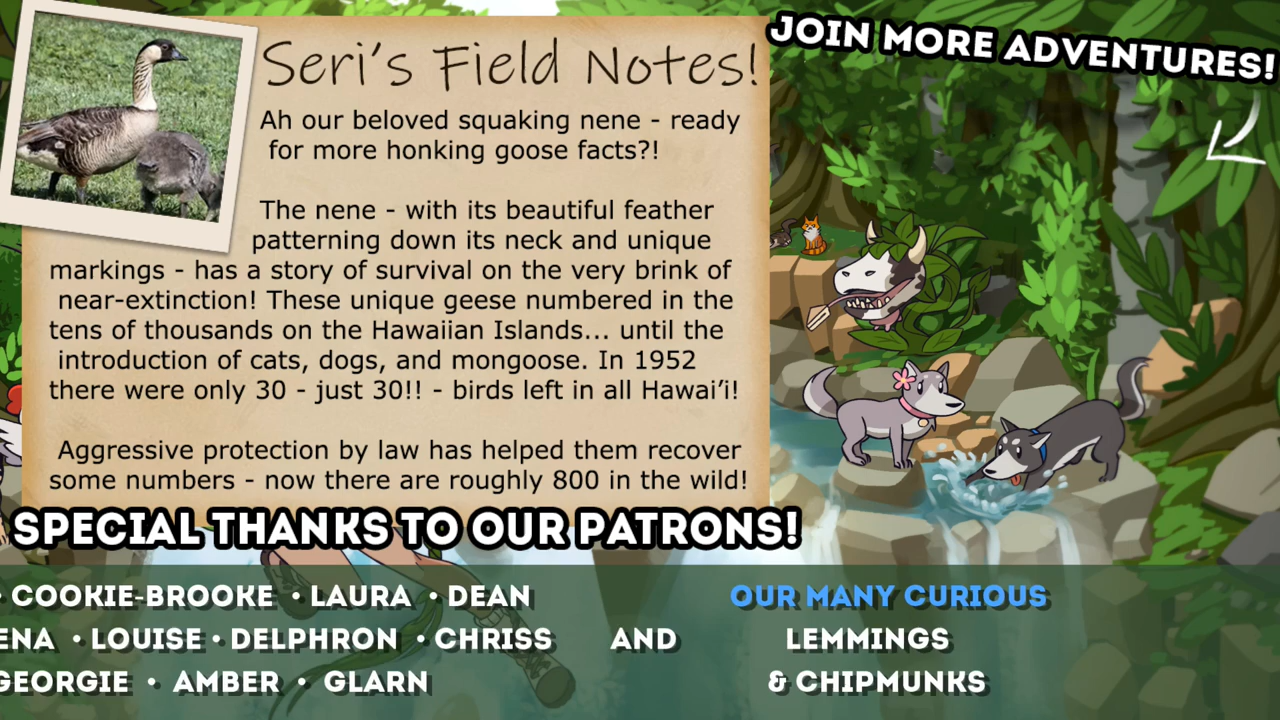 Seri's Field Notes!
JOIN MORE ADVENTURES!
Ah our beloved squaking nene - ready
for more honking goose facts?!
The nene - with its beautiful feather
patterning down its neck and unique
markings - has a story of survival on the very brink of
near-extinction! These unique geese numbered in the
tens of thousands on the Hawaiian Islands... until the
introduction of cats, dogs, and mongoose. In 1952
there were only 30 - just 30!! - birds left in all Hawai'i!
Aggressive protection by law has helped them recover
some numbers - now there are roughly 800 in the wild!
SPECIAL THANKS TO OUR PATRONS!
• COOKIE-BROOKE • LAURA • DEAN
ENA • LOUISE • DELPHRON • CHRISS
GEORGIE • AMBER • GLARN
AND
OUR MANY CURIOUS
LEMMINGS
& CHIPMUNKS